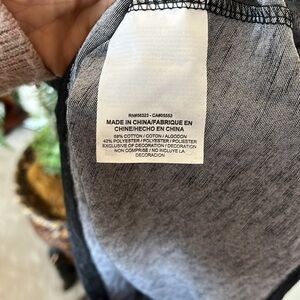 RN#56323 - CA#05553
MADE IN CHINA/FABRIQUE EN
CHINE/HECHO EN CHINA
58% COTTON / COTON / ALGODON
42% POLYESTER / POLYESTER / POLIESTER
EXCLUSIVE OF DECORATION / DECORATION
NON COMPRISE / NO INCLUYE LA
DECORACION